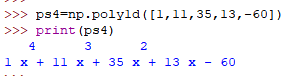 >>> ps4=np.poly1d([1,11,35,13,-60])
>>> print(ps4)
   4      3      2
1 x + 11 x + 35 x + 13 x - 60